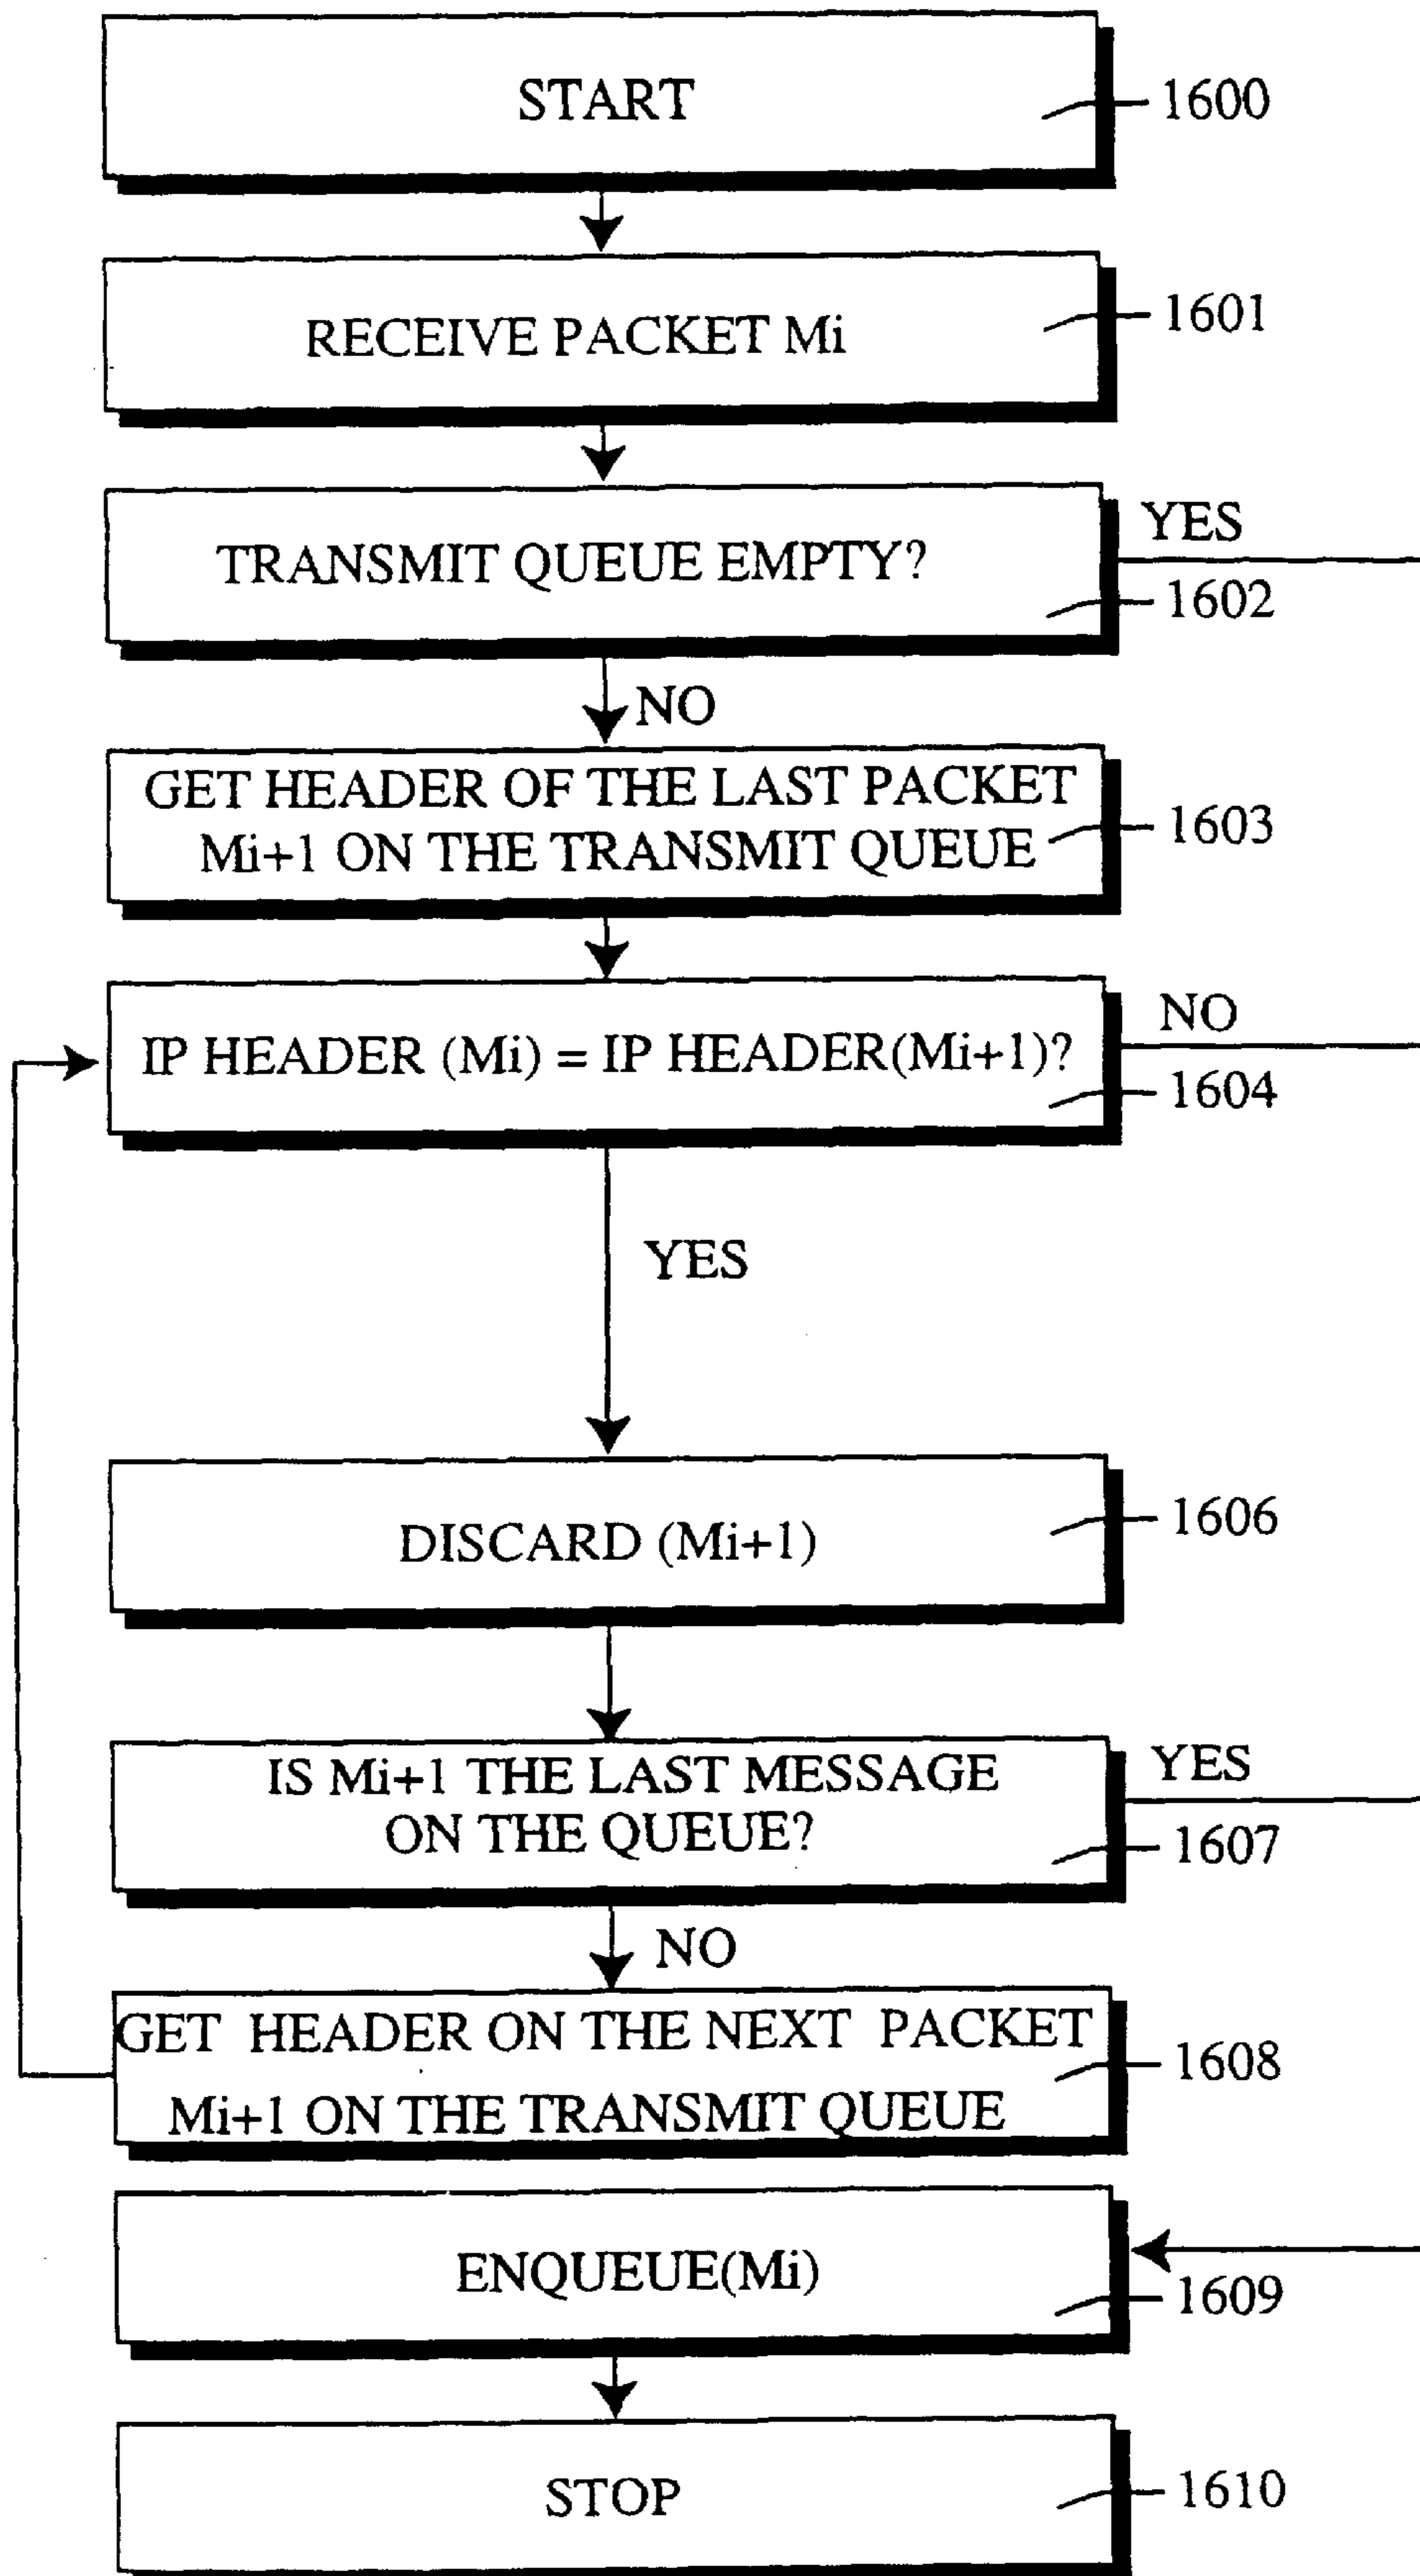 START
1600
RECEIVE PACKET Mi
1601
TRANSMIT QUEUE EMPTY?
YES
1602
NO
GET HEADER OF THE LAST PACKET
Mi+1 ON THE TRANSMIT QUEUE
1603
IP HEADER (Mi) = IP HEADER(Mi+1)?
NO
1604
YES
DISCARD (Mi+1)
1606
IS Mi+1 THE LAST MESSAGE
ON THE QUEUE?
YES
1607
NO
GET HEADER ON THE NEXT PACKET
Mi+1 ON THE TRANSMIT QUEUE
1608
ENQUEUE(Mi)
1609
STOP
1610